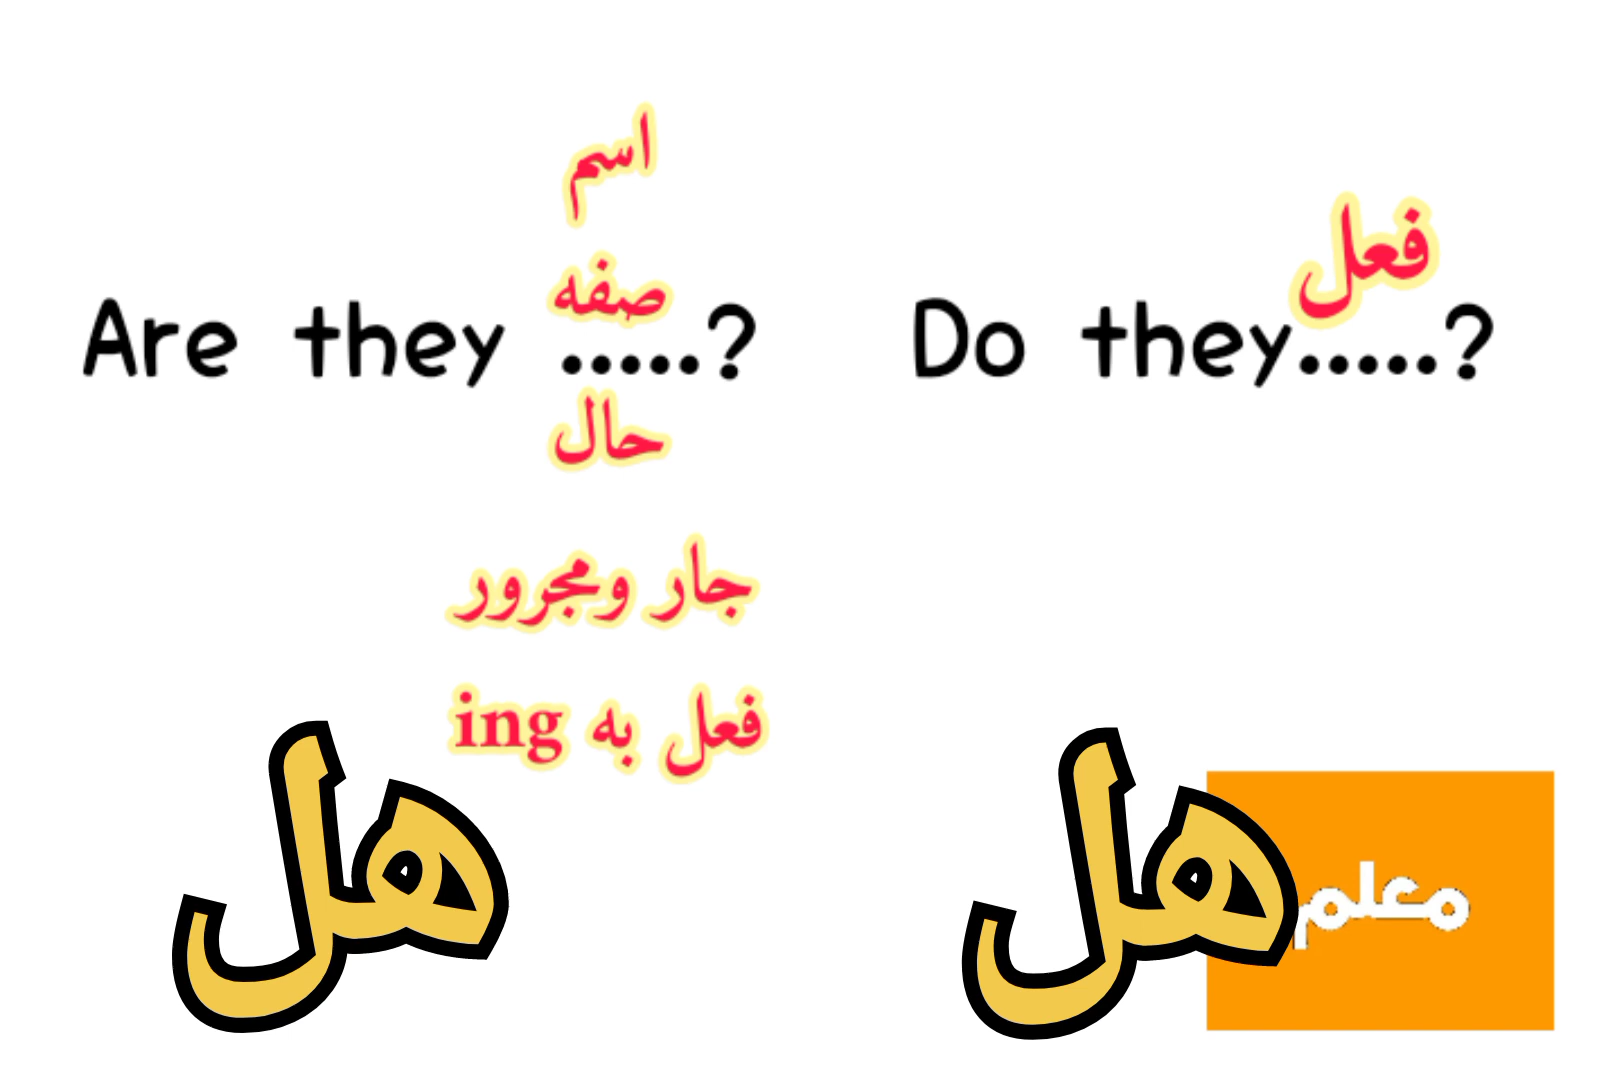 اسم
صفه
Are they .....?
حال
جار ومجرور
فعل به ing
هل
فعل
Do they.....?
هل
معلم